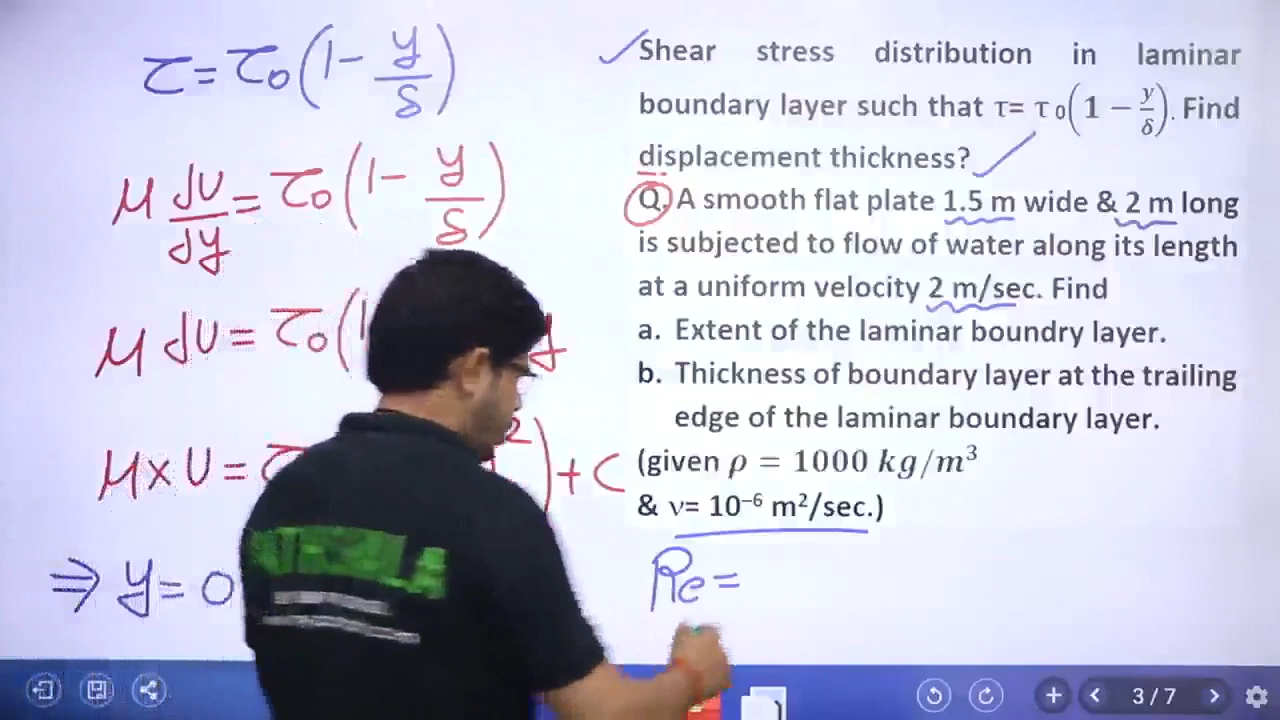 τ = τ₀(1 - y/δ)
μ du/dy = τ₀(1 - y/δ)
μ du = τ₀(1
μ × u =
²) + C
⇒ y = 0
Shear stress distribution in laminar
boundary layer such that τ= τ₀(1 − y/δ). Find
displacement thickness?
Q. A smooth flat plate 1.5 m wide & 2 m long
is subjected to flow of water along its length
at a uniform velocity 2 m/sec. Find
a. Extent of the laminar boundry layer.
b. Thickness of boundary layer at the trailing
edge of the laminar boundary layer.
(given ρ = 1000 kg/m³
& ν= 10⁻⁶ m²/sec.)
Re =
3 / 7